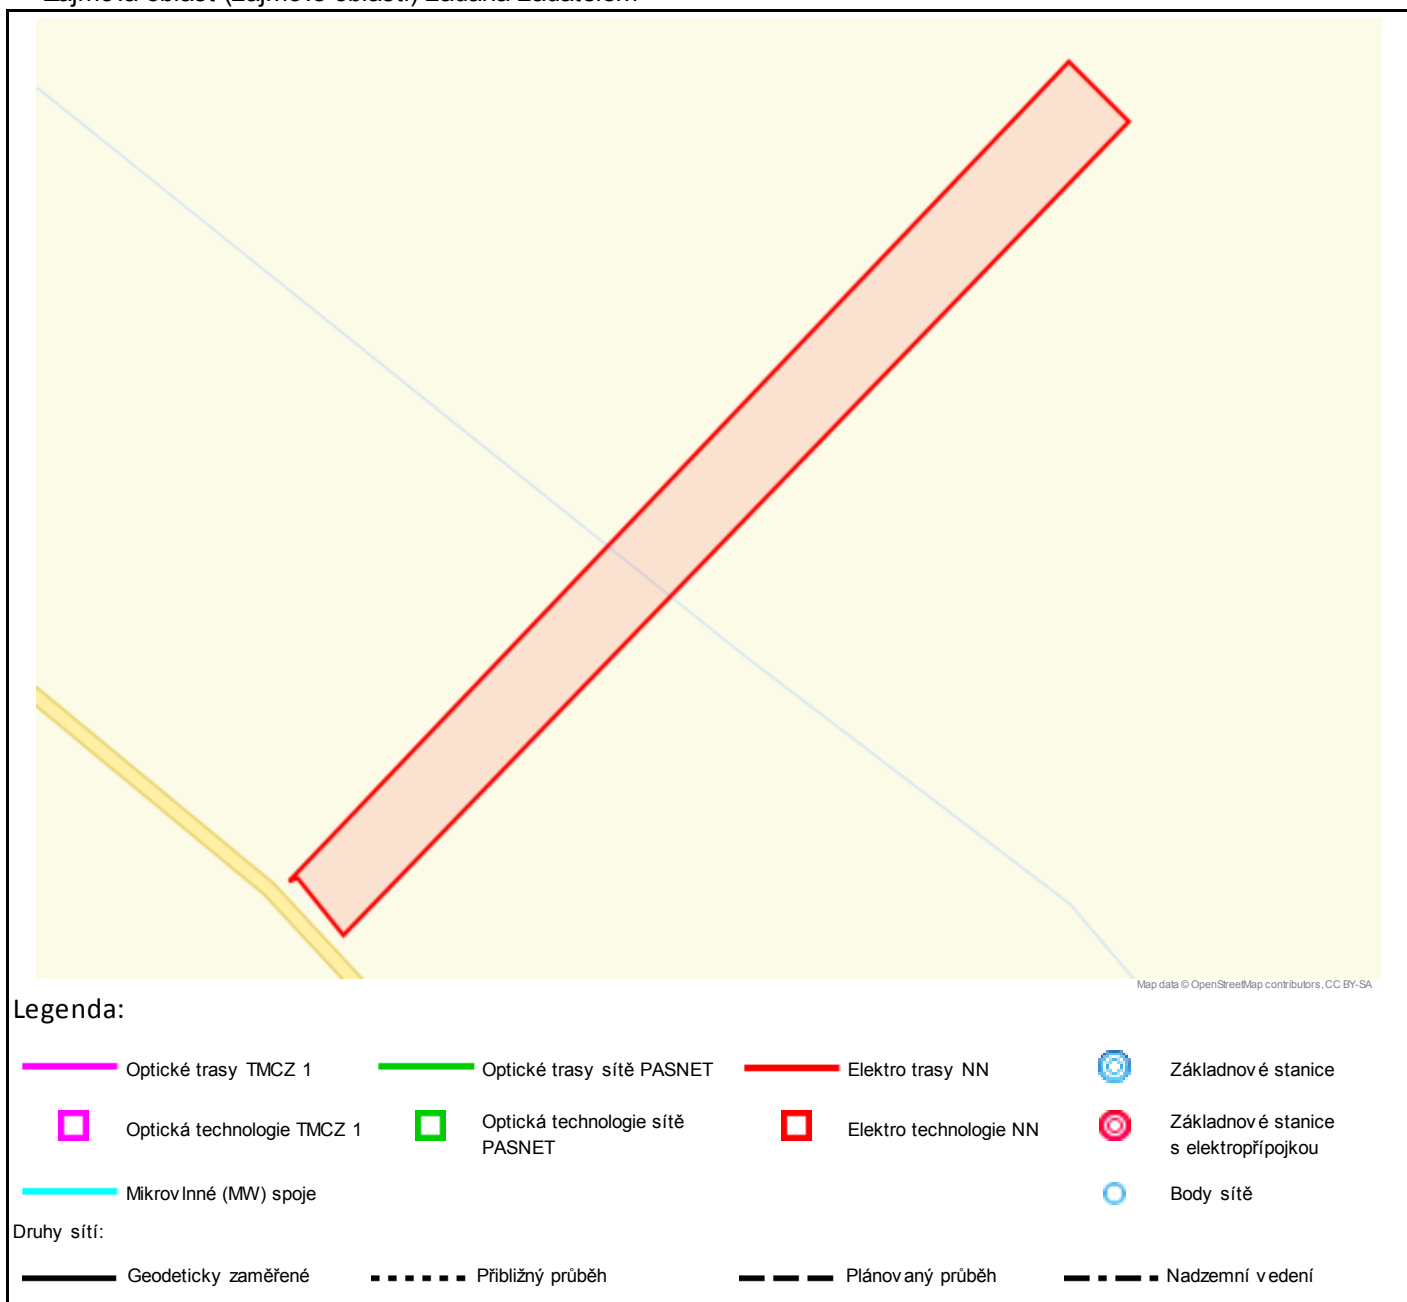 Map data © OpenStreetMap contributors, CC BY-SA
Legenda:
Optické trasy TMCZ 1
Optické trasy sítě PASNET
Elektro trasy NN
Základnové stanice
Optická technologie TMCZ 1
Optická technologie sítě
PASNET
Elektro technologie NN
Základnové stanice
s elektropřípojkou
Mikrovlnné (MW) spoje
Body sítě
Druhy sítí:
Geodeticky zaměřené
Přibližný průběh
Plánovaný průběh
Nadzemní vedení